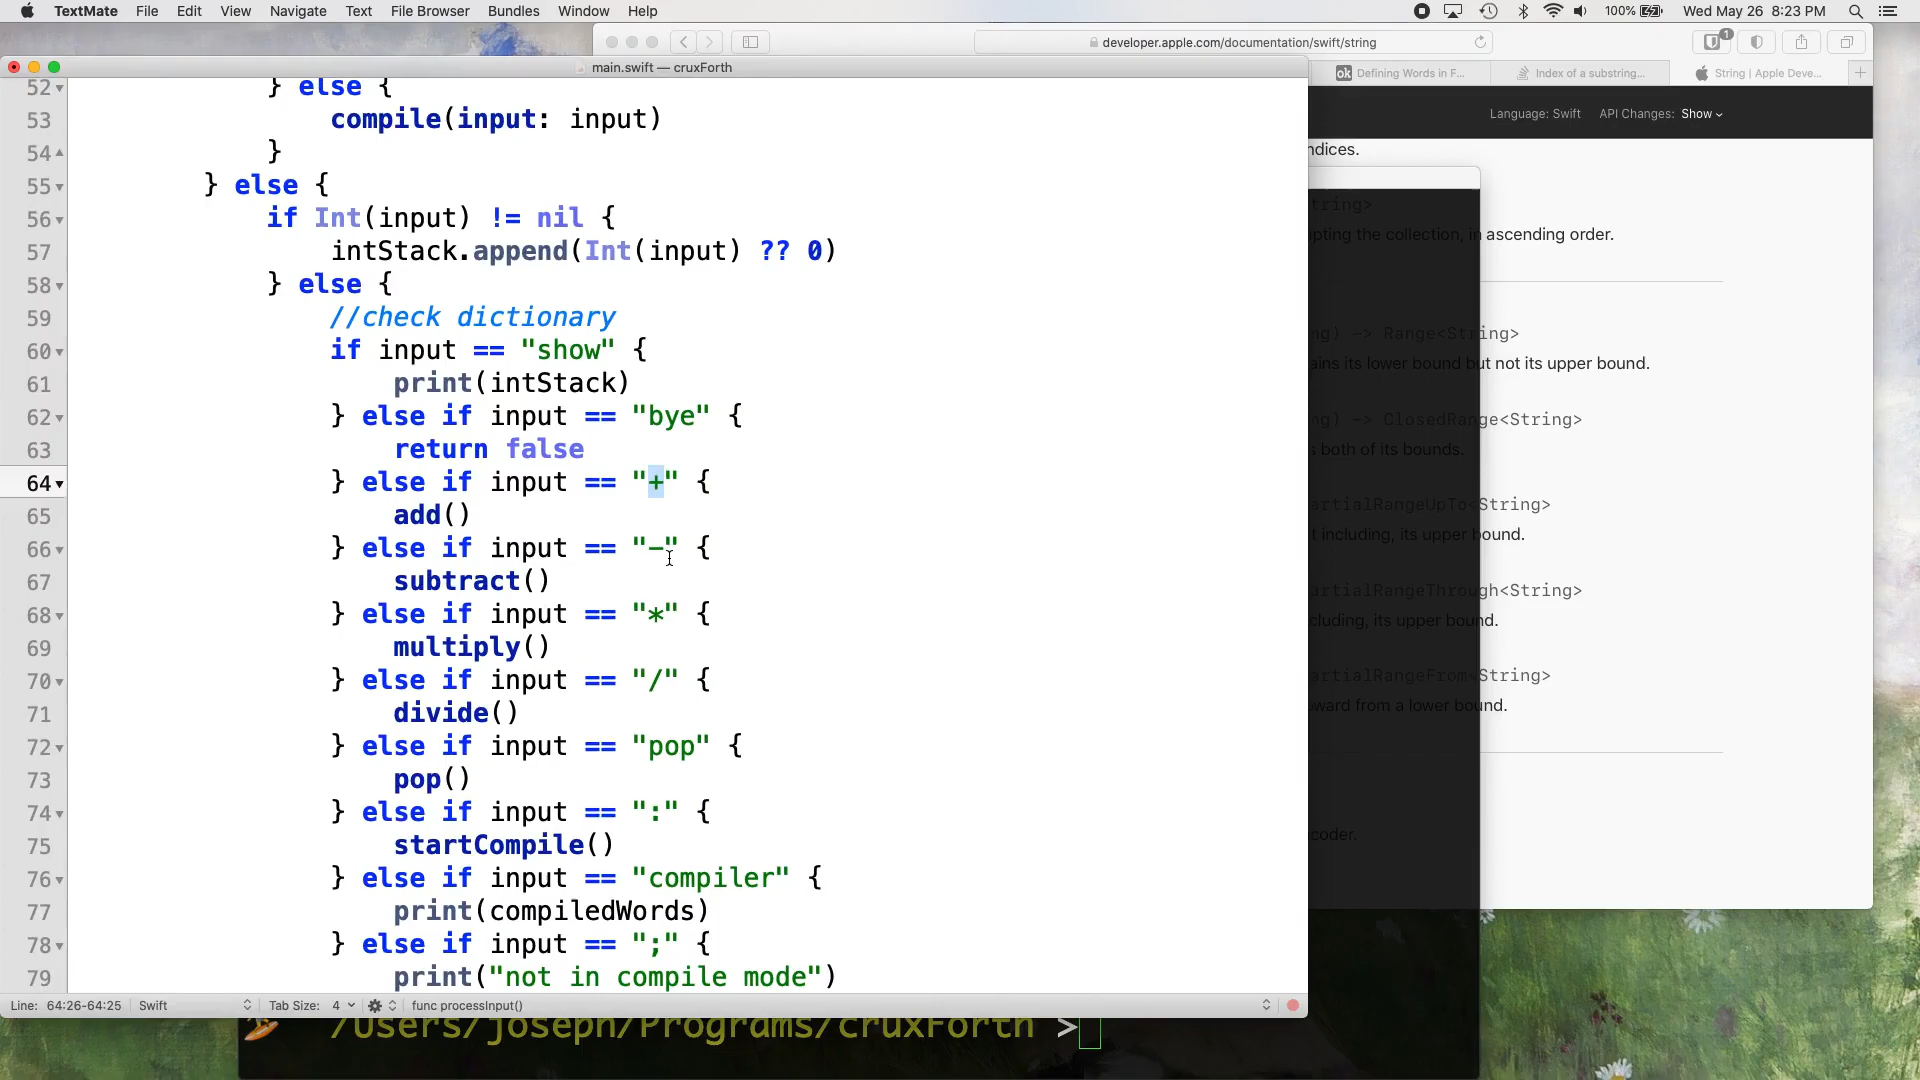 TextMate File Edit View Navigate Text File Browser Bundles Window Help 100% Wed May 26 8:23 PM
developer.apple.com/documentation/swift/string 1
main.swift — cruxForth
Defining Words in F... Index of a substring... String | Apple Deve...
Language: Swift API Changes: Show
52 } else {
53 compile(input: input)
54 }
55 } else {
56 if Int(input) != nil {
57 intStack.append(Int(input) ?? 0)
58 } else {
59 //check dictionary
60 if input == "show" {
61 print(intStack)
62 } else if input == "bye" {
63 return false
64 } else if input == "+" {
65 add()
66 } else if input == "-" {
67 subtract()
68 } else if input == "*" {
69 multiply()
70 } else if input == "/" {
71 divide()
72 } else if input == "pop" {
73 pop()
74 } else if input == ":" {
75 startCompile()
76 } else if input == "compiler" {
77 print(compiledWords)
78 } else if input == ";" {
79 print("not in compile mode")
Line: 64:26-64:25 Swift Tab Size: 4 func processInput()
/Users/joseph/Programs/cruxForth >
in ascending order.
-> Range<String>
its lower bound but not its upper bound.
-> ClosedRange<String>
both of its bounds.
<String>
including, its upper bound.
<String>
its upper bound.
<String>
from a lower bound.